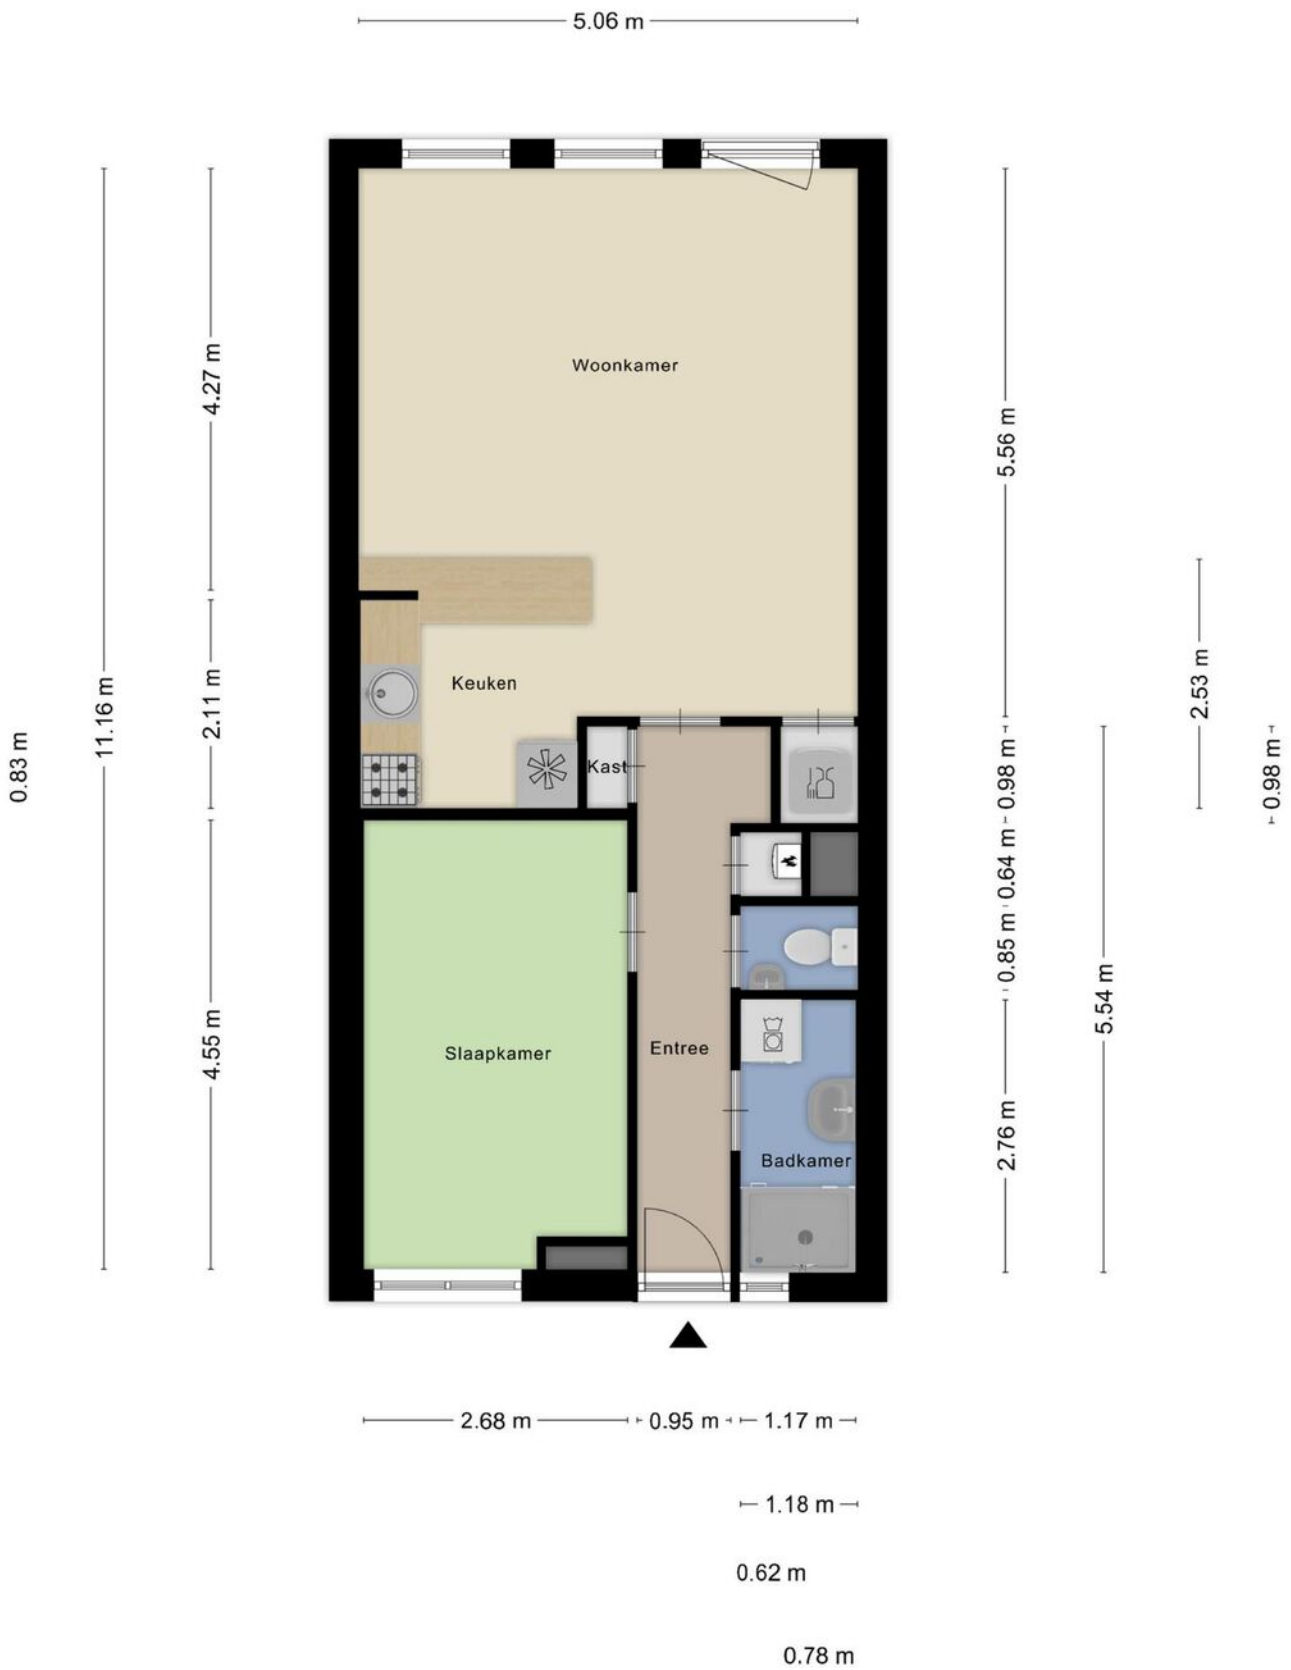 5.06 m
Woonkamer
4.27 m
5.56 m
Keuken
2.53 m
11.16 m
2.11 m
0.83 m
Kast
0.98 m
0.98 m
0.64 m
0.85 m
5.54 m
4.55 m
Slaapkamer
Entree
2.76 m
Badkamer
2.68 m
0.95 m
1.17 m
1.18 m
0.62 m
0.78 m